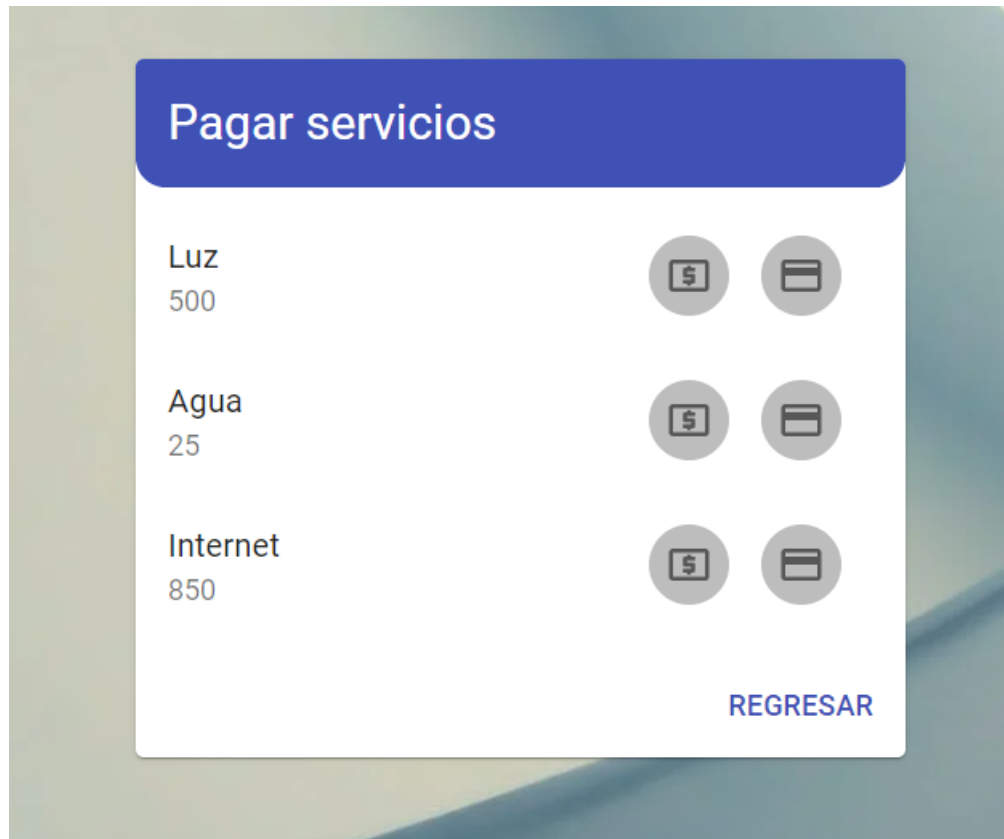 Pagar servicios
Luz
500
Agua
25
Internet
850
REGRESAR